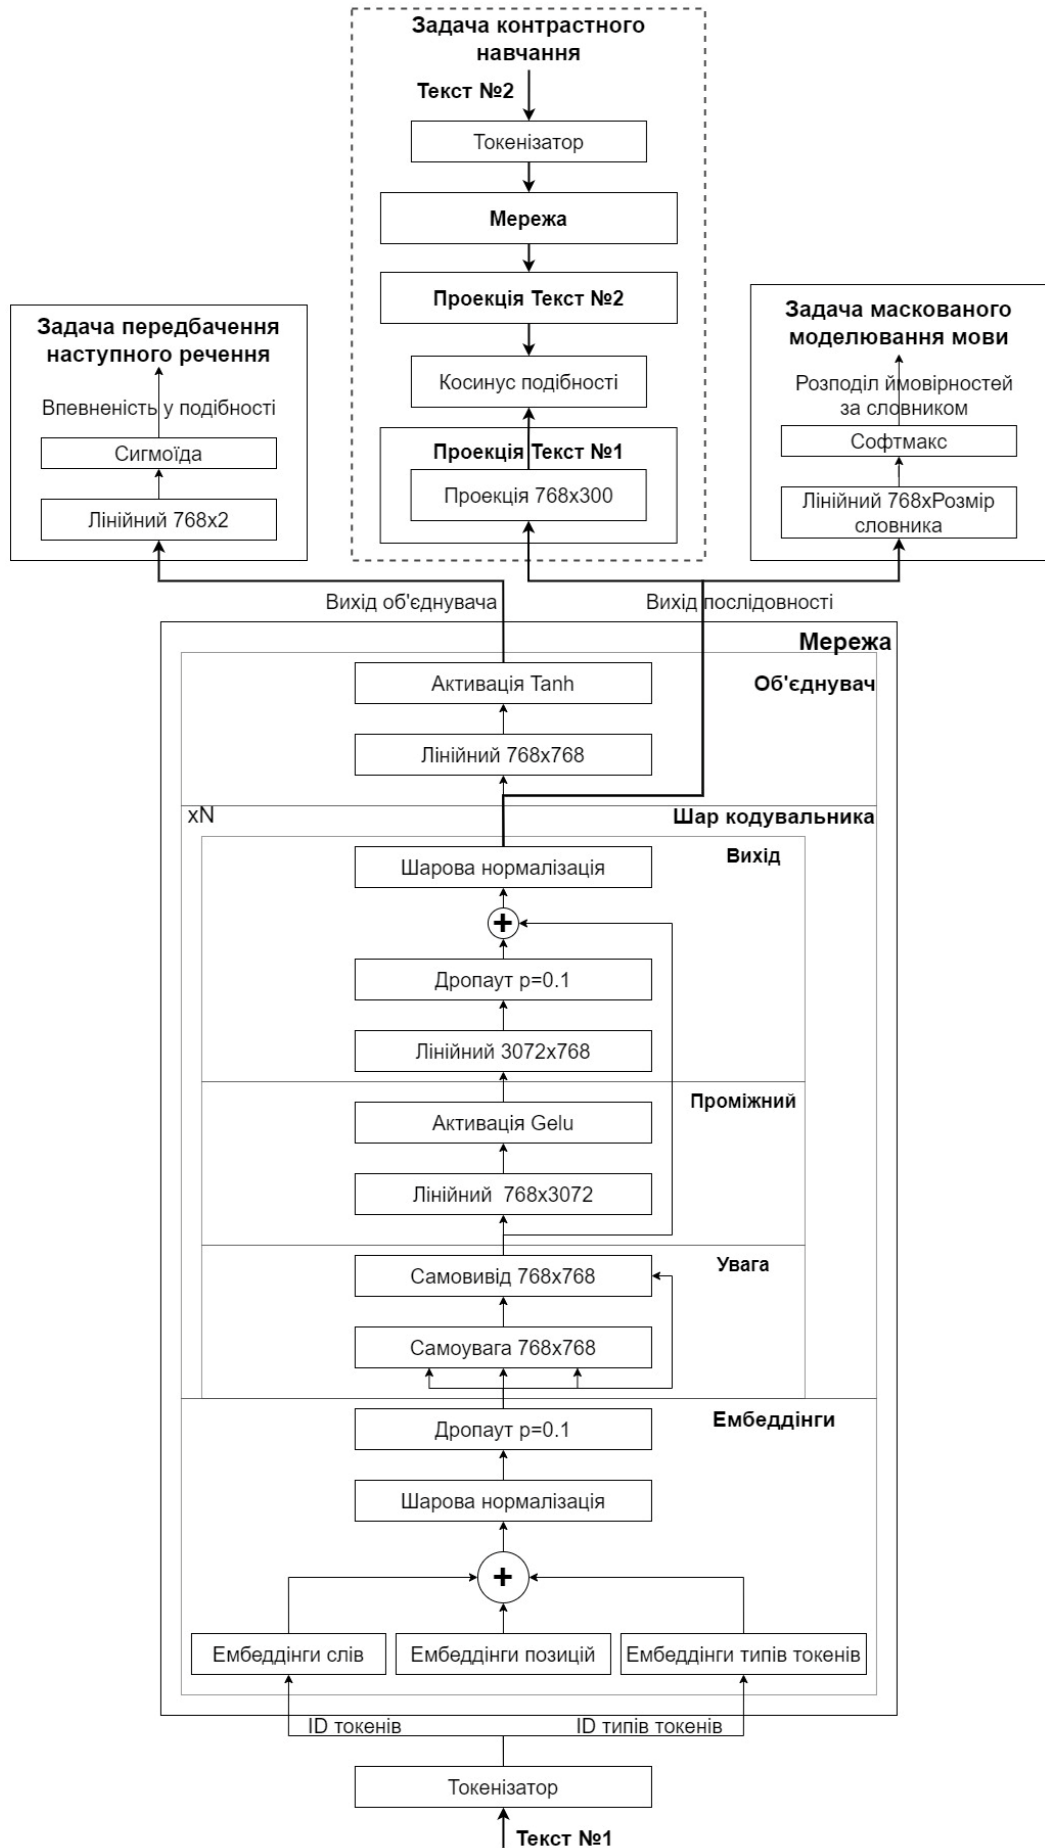 Задача контрастного
навчання
Текст №2
Токенізатор
Мережа
Проекція Текст №2
Косинус подібності
Проекція Текст №1
Проекція 768x300
Задача передбачення
наступного речення
Впевненість у подібності
Сигмоїда
Лінійний 768x2
Задача маскованого
моделювання мови
Розподіл ймовірностей
за словником
Софтмакс
Лінійний 768xРозмір
словника
Вихід об'єднувача
Вихід послідовності
Мережа
Об'єднувач
Активація Tanh
Лінійний 768x768
xN
Шар кодувальника
Вихід
Шарова нормалізація
+
Дропаут p=0.1
Лінійний 3072x768
Проміжний
Активація Gelu
Лінійний 768x3072
Увага
Самовивід 768x768
Самоувага 768x768
Ембеддінги
Дропаут p=0.1
Шарова нормалізація
+
Ембеддінги слів
Ембеддінги позицій
Ембеддінги типів токенів
ID токенів
ID типів токенів
Токенізатор
Текст №1